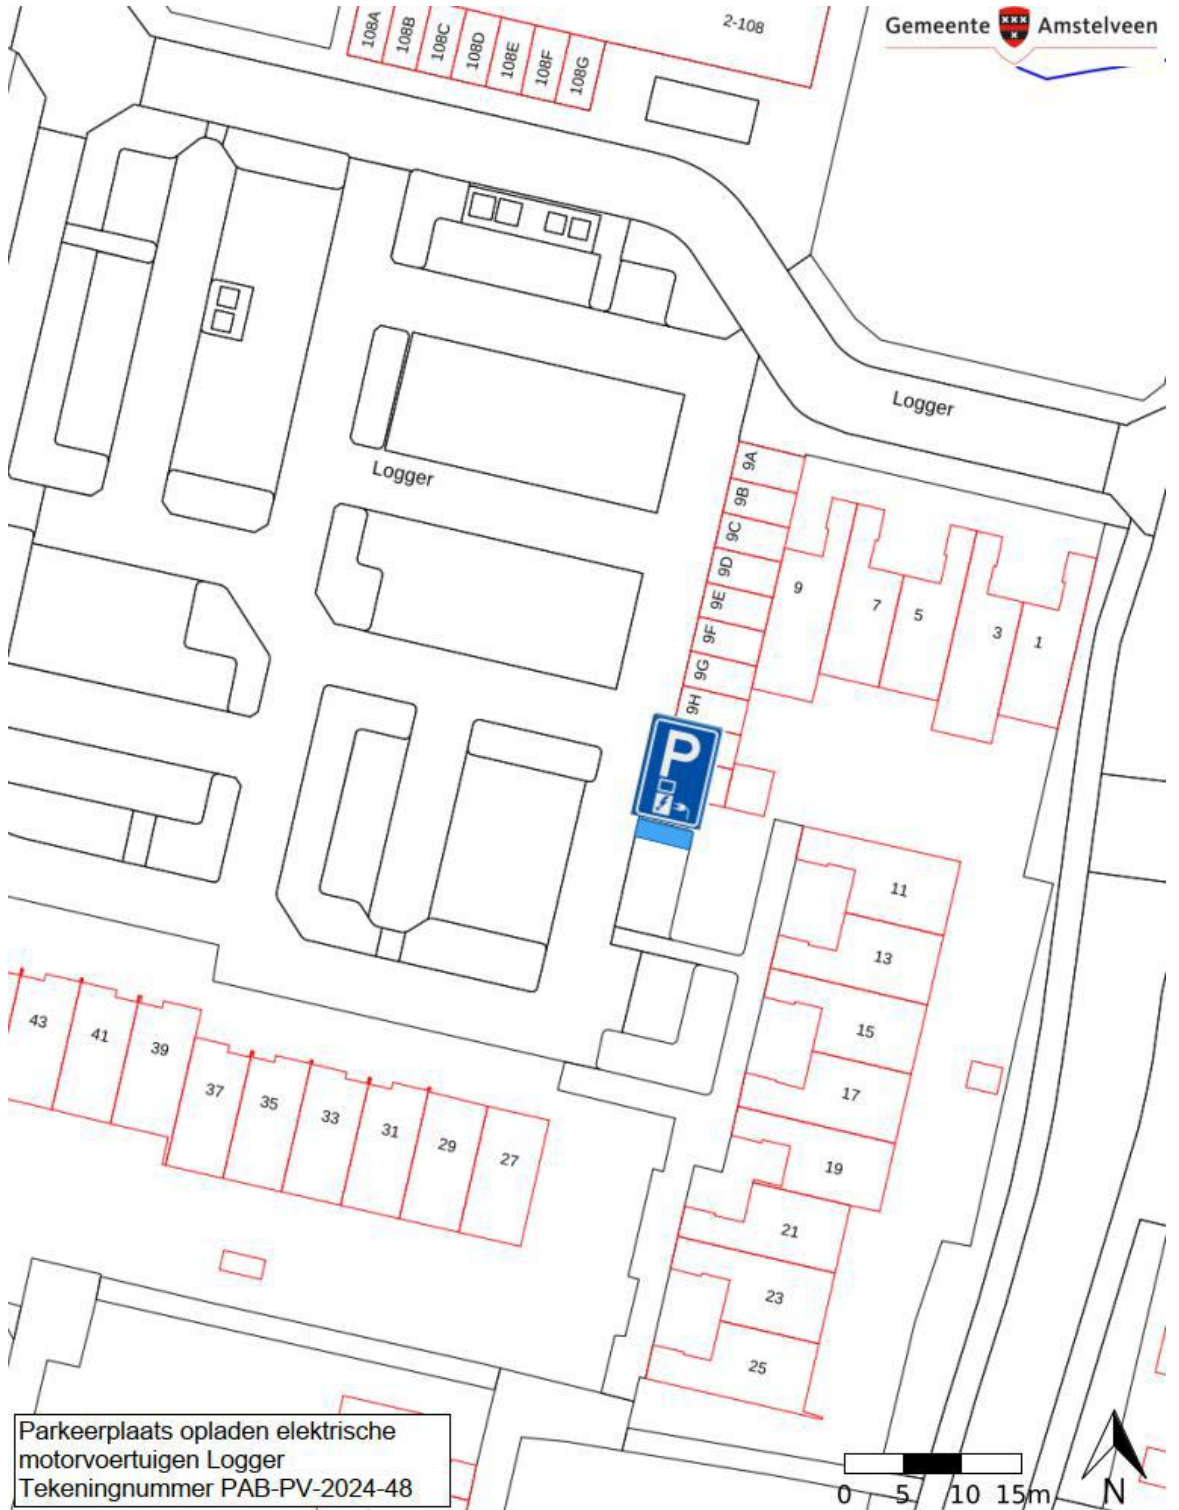 2-108
Gemeente Amstelveen
108A
108B
108C
108D
108E
108F
108G
Logger
Logger
9A
9B
9C
9D
9E
9F
9G
9H
9
7
5
3
1
P
11
13
15
17
19
21
23
25
43
41
39
37
35
33
31
29
27
Parkeerplaats opladen elektrische
motorvoertuigen Logger
Tekeningnummer PAB-PV-2024-48
0 5 10 15m
N